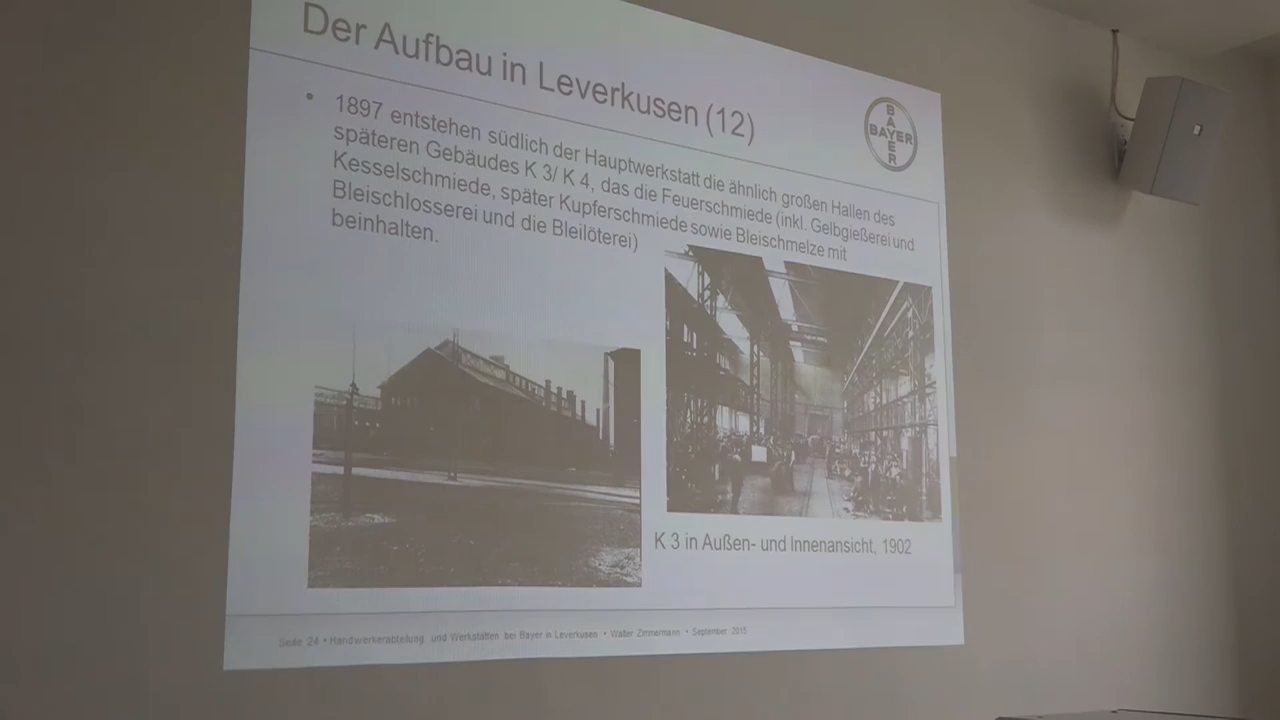 Der Aufbau in Leverkusen (12)
BAYER
BAYER
• 1897 entstehen südlich der Hauptwerkstatt die ähnlich großen Hallen des
späteren Gebäudes K 3/ K 4, das die Feuerschmiede (inkl. Gelbgießerei und
Kesselschmiede, später Kupferschmiede sowie Bleischmelze mit
Bleischlosserei und die Bleilöterei)
beinhalten.
K 3 in Außen- und Innenansicht, 1902
Seite 24 • Handwerkerabteilung und Werkstätten bei Bayer in Leverkusen • Walter Zimmermann • September 2015